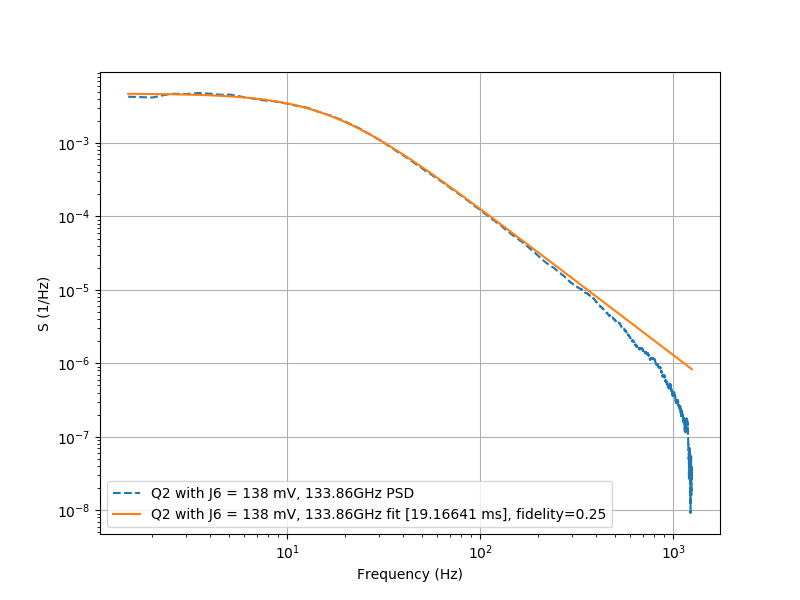 10⁻³
10⁻⁴
10⁻⁵
10⁻⁶
10⁻⁷
10⁻⁸
S (1/Hz)
Q2 with J6 = 138 mV, 133.86GHz PSD
Q2 with J6 = 138 mV, 133.86GHz fit [19.16641 ms], fidelity=0.25
10¹ 10² 10³
Frequency (Hz)